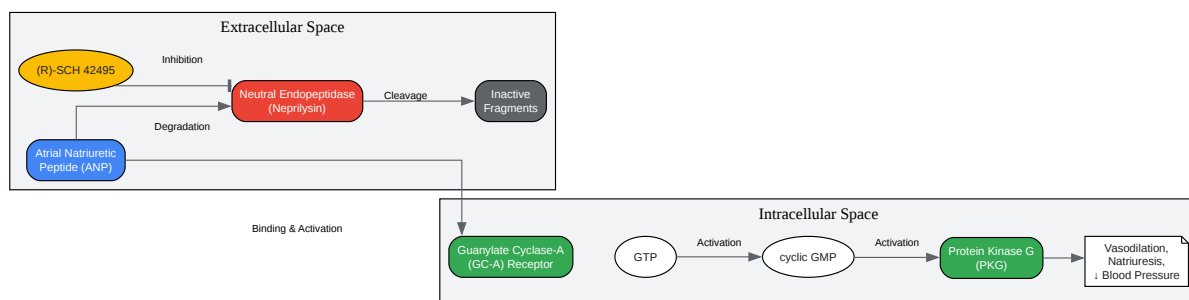 Extracellular Space
(R)-SCH 42495
Inhibition
Neutral Endopeptidase
(Neprilysin)
Cleavage
Inactive
Fragments
Degradation
Atrial Natriuretic
Peptide (ANP)
Binding & Activation
Intracellular Space
Guanylate Cyclase-A
(GC-A) Receptor
GTP
Activation
cyclic GMP
Activation
Protein Kinase G
(PKG)
Vasodilation,
Natriuresis,
↓ Blood Pressure